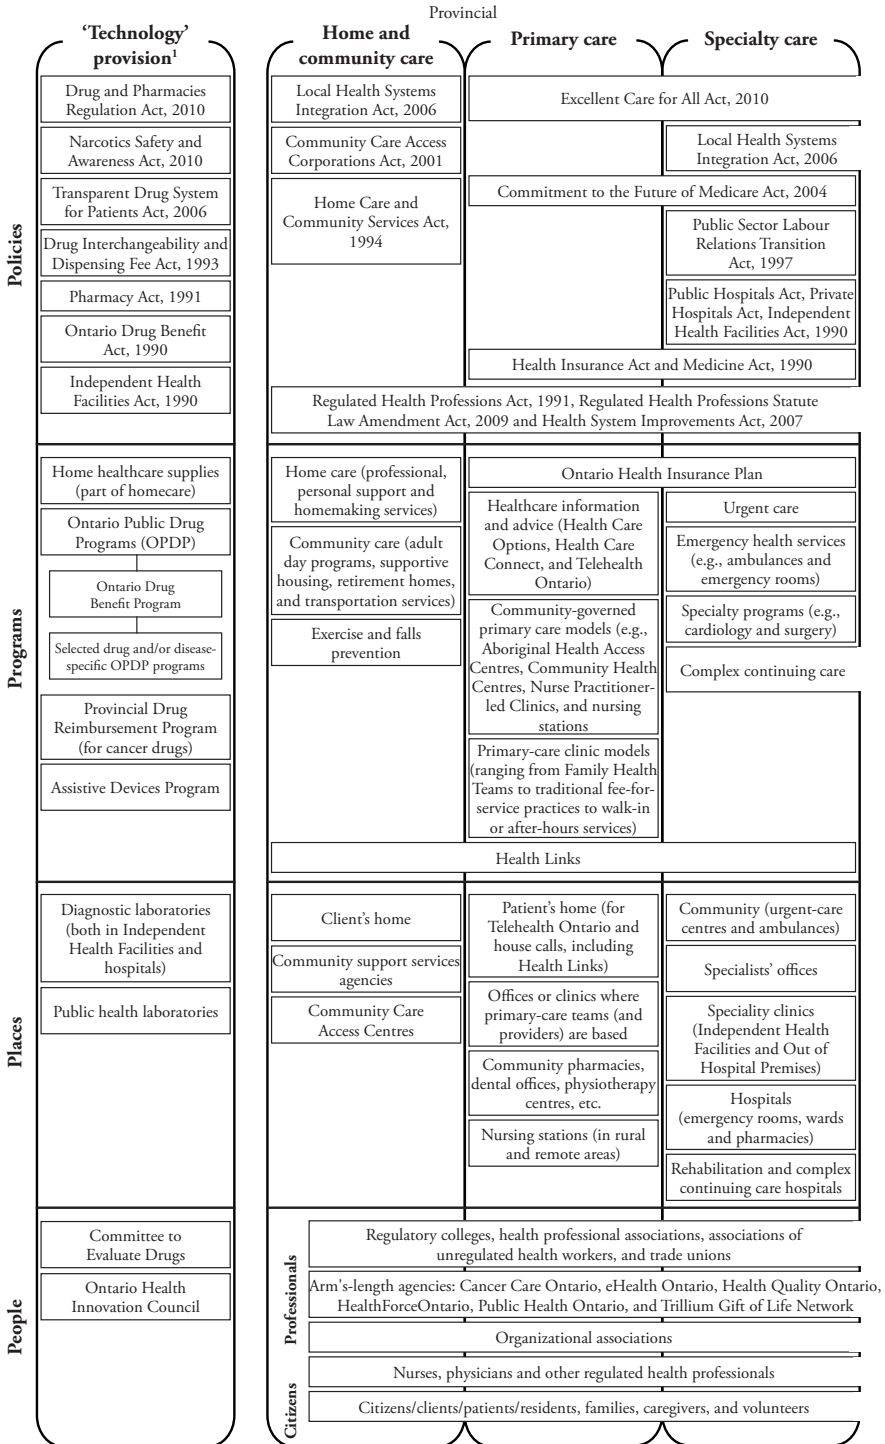 Provincial
‘Technology’
provision1
Home and
community care
Primary care
Specialty care
Policies
Drug and Pharmacies
Regulation Act, 2010
Narcotics Safety and
Awareness Act, 2010
Transparent Drug System
for Patients Act, 2006
Drug Interchangeability and
Dispensing Fee Act, 1993
Pharmacy Act, 1991
Ontario Drug Benefit
Act, 1990
Independent Health
Facilities Act, 1990
Local Health Systems
Integration Act, 2006
Community Care Access
Corporations Act, 2001
Home Care and
Community Services Act,
1994
Excellent Care for All Act, 2010
Local Health Systems
Integration Act, 2006
Commitment to the Future of Medicare Act, 2004
Public Sector Labour
Relations Transition
Act, 1997
Public Hospitals Act, Private
Hospitals Act, Independent
Health Facilities Act, 1990
Health Insurance Act and Medicine Act, 1990
Regulated Health Professions Act, 1991, Regulated Health Professions Statute
Law Amendment Act, 2009 and Health System Improvements Act, 2007
Programs
Home healthcare supplies
(part of homecare)
Ontario Public Drug
Programs (OPDP)
Ontario Drug
Benefit Program
Selected drug and/or disease-
specific OPDP programs
Provincial Drug
Reimbursement Program
(for cancer drugs)
Assistive Devices Program
Home care (professional,
personal support and
homemaking services)
Community care (adult
day programs, supportive
housing, retirement homes,
and transportation services)
Exercise and falls
prevention
Ontario Health Insurance Plan
Healthcare information
and advice (Health Care
Options, Health Care
Connect, and Telehealth
Ontario)
Community-governed
primary care models (e.g.,
Aboriginal Health Access
Centres, Community Health
Centres, Nurse Practitioner-
led Clinics, and nursing
stations
Primary-care clinic models
(ranging from Family Health
Teams to traditional fee-for-
service practices to walk-in
or after-hours services)
Urgent care
Emergency health services
(e.g., ambulances and
emergency rooms)
Specialty programs (e.g.,
cardiology and surgery)
Complex continuing care
Health Links
Places
Diagnostic laboratories
(both in Independent
Health Facilities and
hospitals)
Public health laboratories
Client’s home
Community support services
agencies
Community Care
Access Centres
Patient’s home (for
Telehealth Ontario and
house calls, including
Health Links)
Offices or clinics where
primary-care teams (and
providers) are based
Community pharmacies,
dental offices, physiotherapy
centres, etc.
Nursing stations (in rural
and remote areas)
Community (urgent-care
centres and ambulances)
Specialists’ offices
Speciality clinics
(Independent Health
Facilities and Out of
Hospital Premises)
Hospitals
(emergency rooms, wards
and pharmacies)
Rehabilitation and complex
continuing care hospitals
People
Committee to
Evaluate Drugs
Ontario Health
Innovation Council
Professionals
Regulatory colleges, health professional associations, associations of
unregulated health workers, and trade unions
Arm's-length agencies: Cancer Care Ontario, eHealth Ontario, Health Quality Ontario,
HealthForceOntario, Public Health Ontario, and Trillium Gift of Life Network
Organizational associations
Nurses, physicians and other regulated health professionals
Citizens
Citizens/clients/patients/residents, families, caregivers, and volunteers